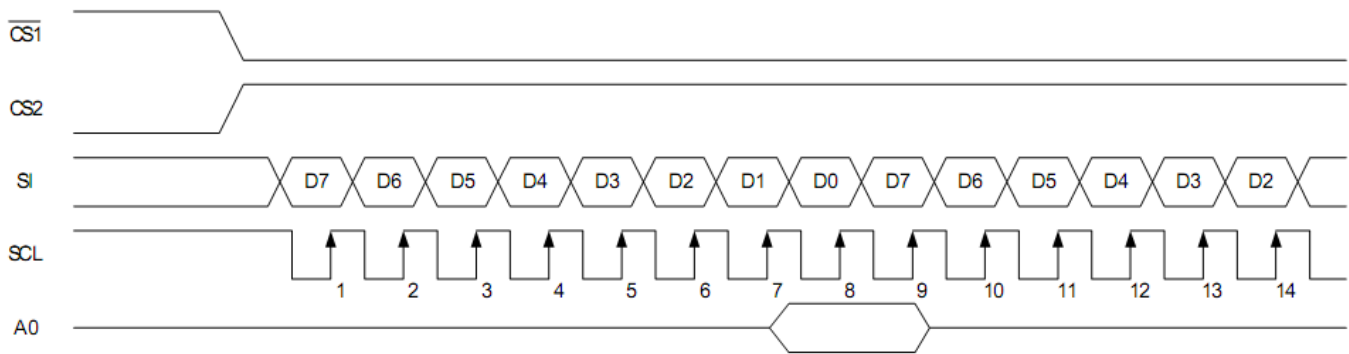 CS1
CS2
SI D7 D6 D5 D4 D3 D2 D1 D0 D7 D6 D5 D4 D3 D2
SCL
1 2 3 4 5 6 7 8 9 10 11 12 13 14
A0